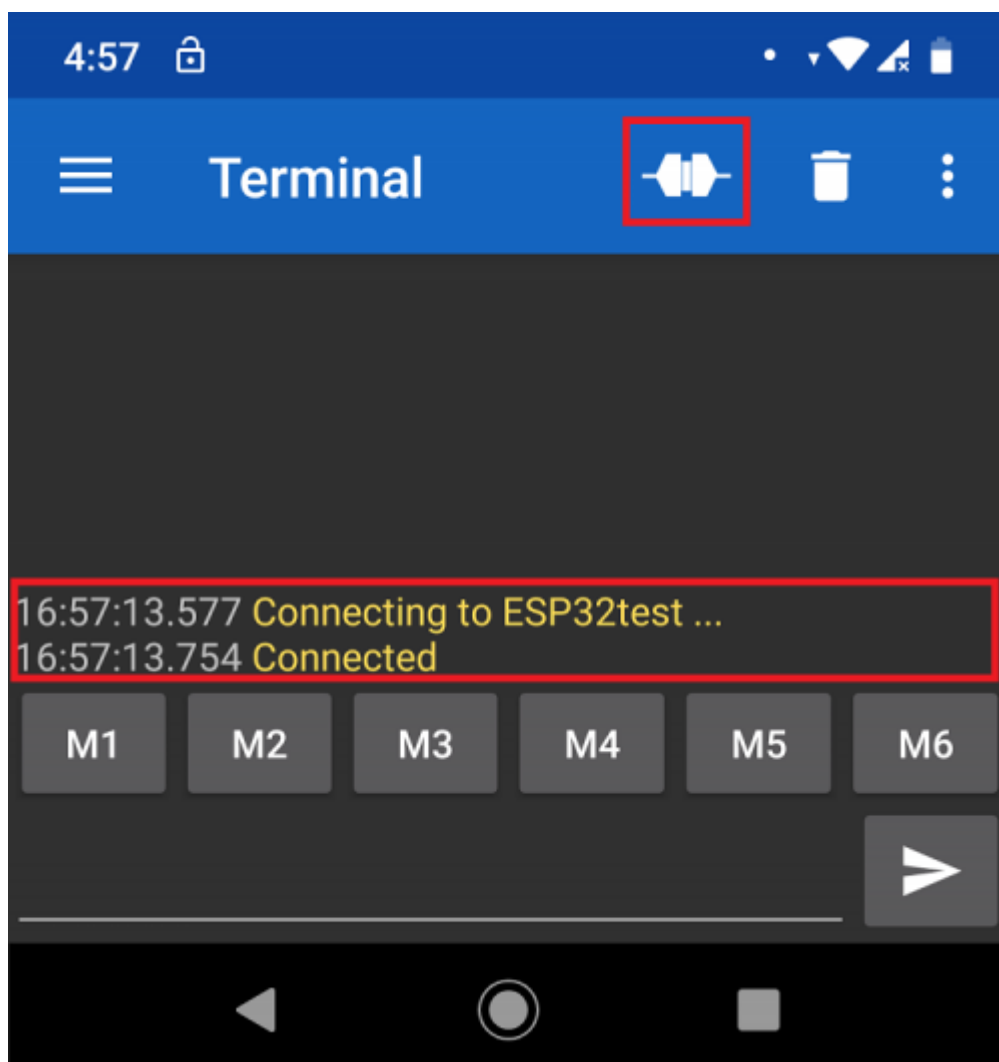 4:57
Terminal
16:57:13.577 Connecting to ESP32test ...
16:57:13.754 Connected
M1 M2 M3 M4 M5 M6